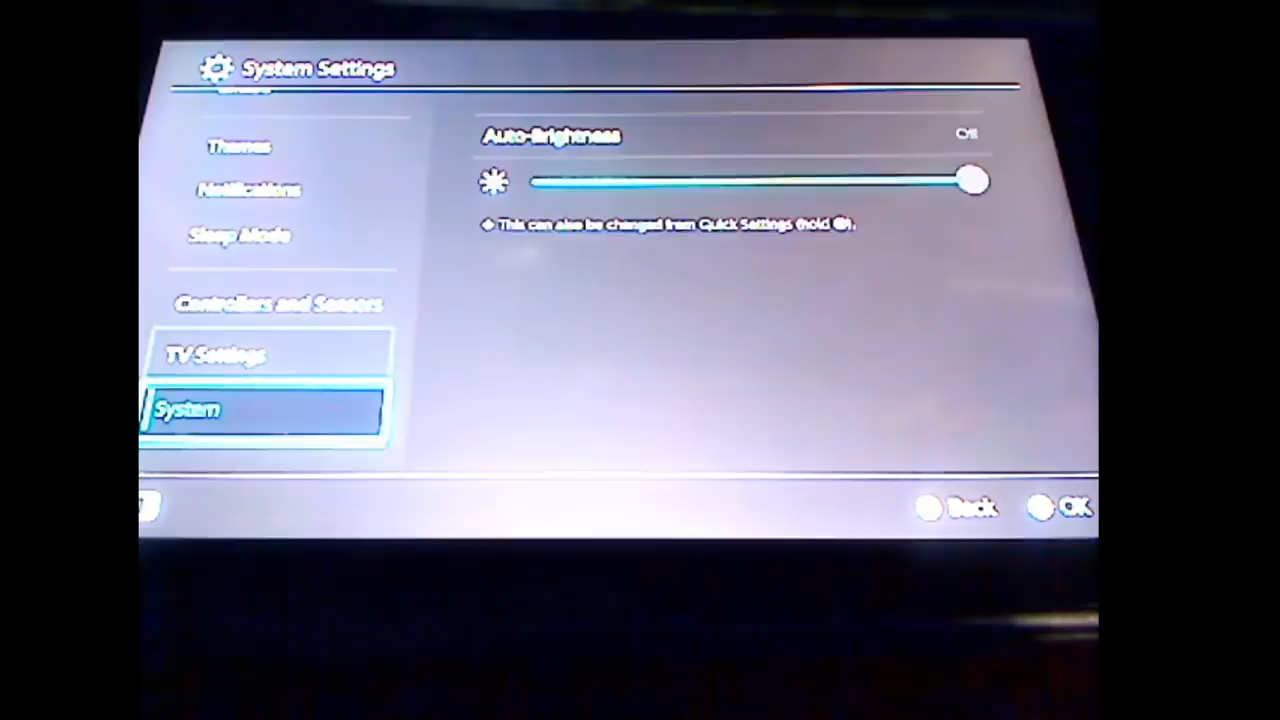 System Settings
Themes
Notifications
Sleep Mode
Controllers and Sensors
TV Settings
System
Auto-Brightness
Off
This can also be changed from Quick Settings (hold ).
Back
OK